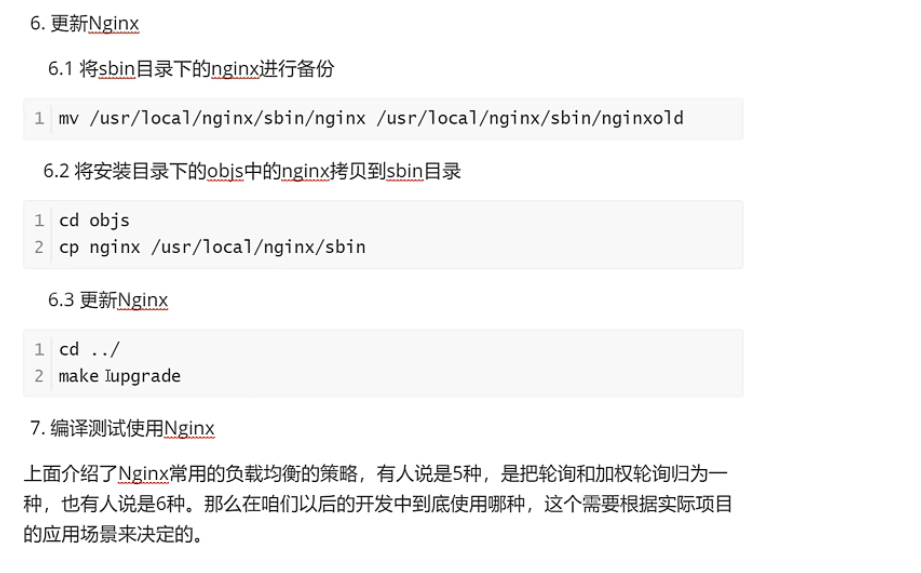 6. 更新Nginx
6.1 将sbin目录下的nginx进行备份
1 mv /usr/local/nginx/sbin/nginx /usr/local/nginx/sbin/nginxold
6.2 将安装目录下的objs中的nginx拷贝到sbin目录
1 cd objs
2 cp nginx /usr/local/nginx/sbin
6.3 更新Nginx
1 cd ../
2 make upgrade
7. 编译测试使用Nginx
上面介绍了Nginx常用的负载均衡的策略，有人说是5种，是把轮询和加权轮询归为一
种，也有人说是6种。那么在咱们以后的开发中到底使用哪种，这个需要根据实际项目
的应用场景来决定的。